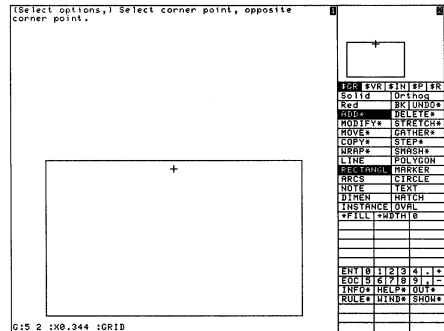 (Select options,) Select corner point, opposite
corner point.
1
2
$GR $VR $IN $P $R
Solid Orthog
Red BK UNDO*
ADD* DELETE*
MODIFY* STRETCH*
MOVE* GATHER*
COPY* STEP*
WRAP* SMASH*
LINE POLYGON
RECTANGL MARKER
ARCS CIRCLE
NOTE TEXT
DIMEN HATCH
INSTANCE OVAL
*FILL *WDTH 0
ENT 0 1 2 3 4 . +
EOC 5 6 7 8 9 , -
INFO* HELP* OUT*
RULE* WIND* SHOW*
G:5 2 :X0.344 :GRID